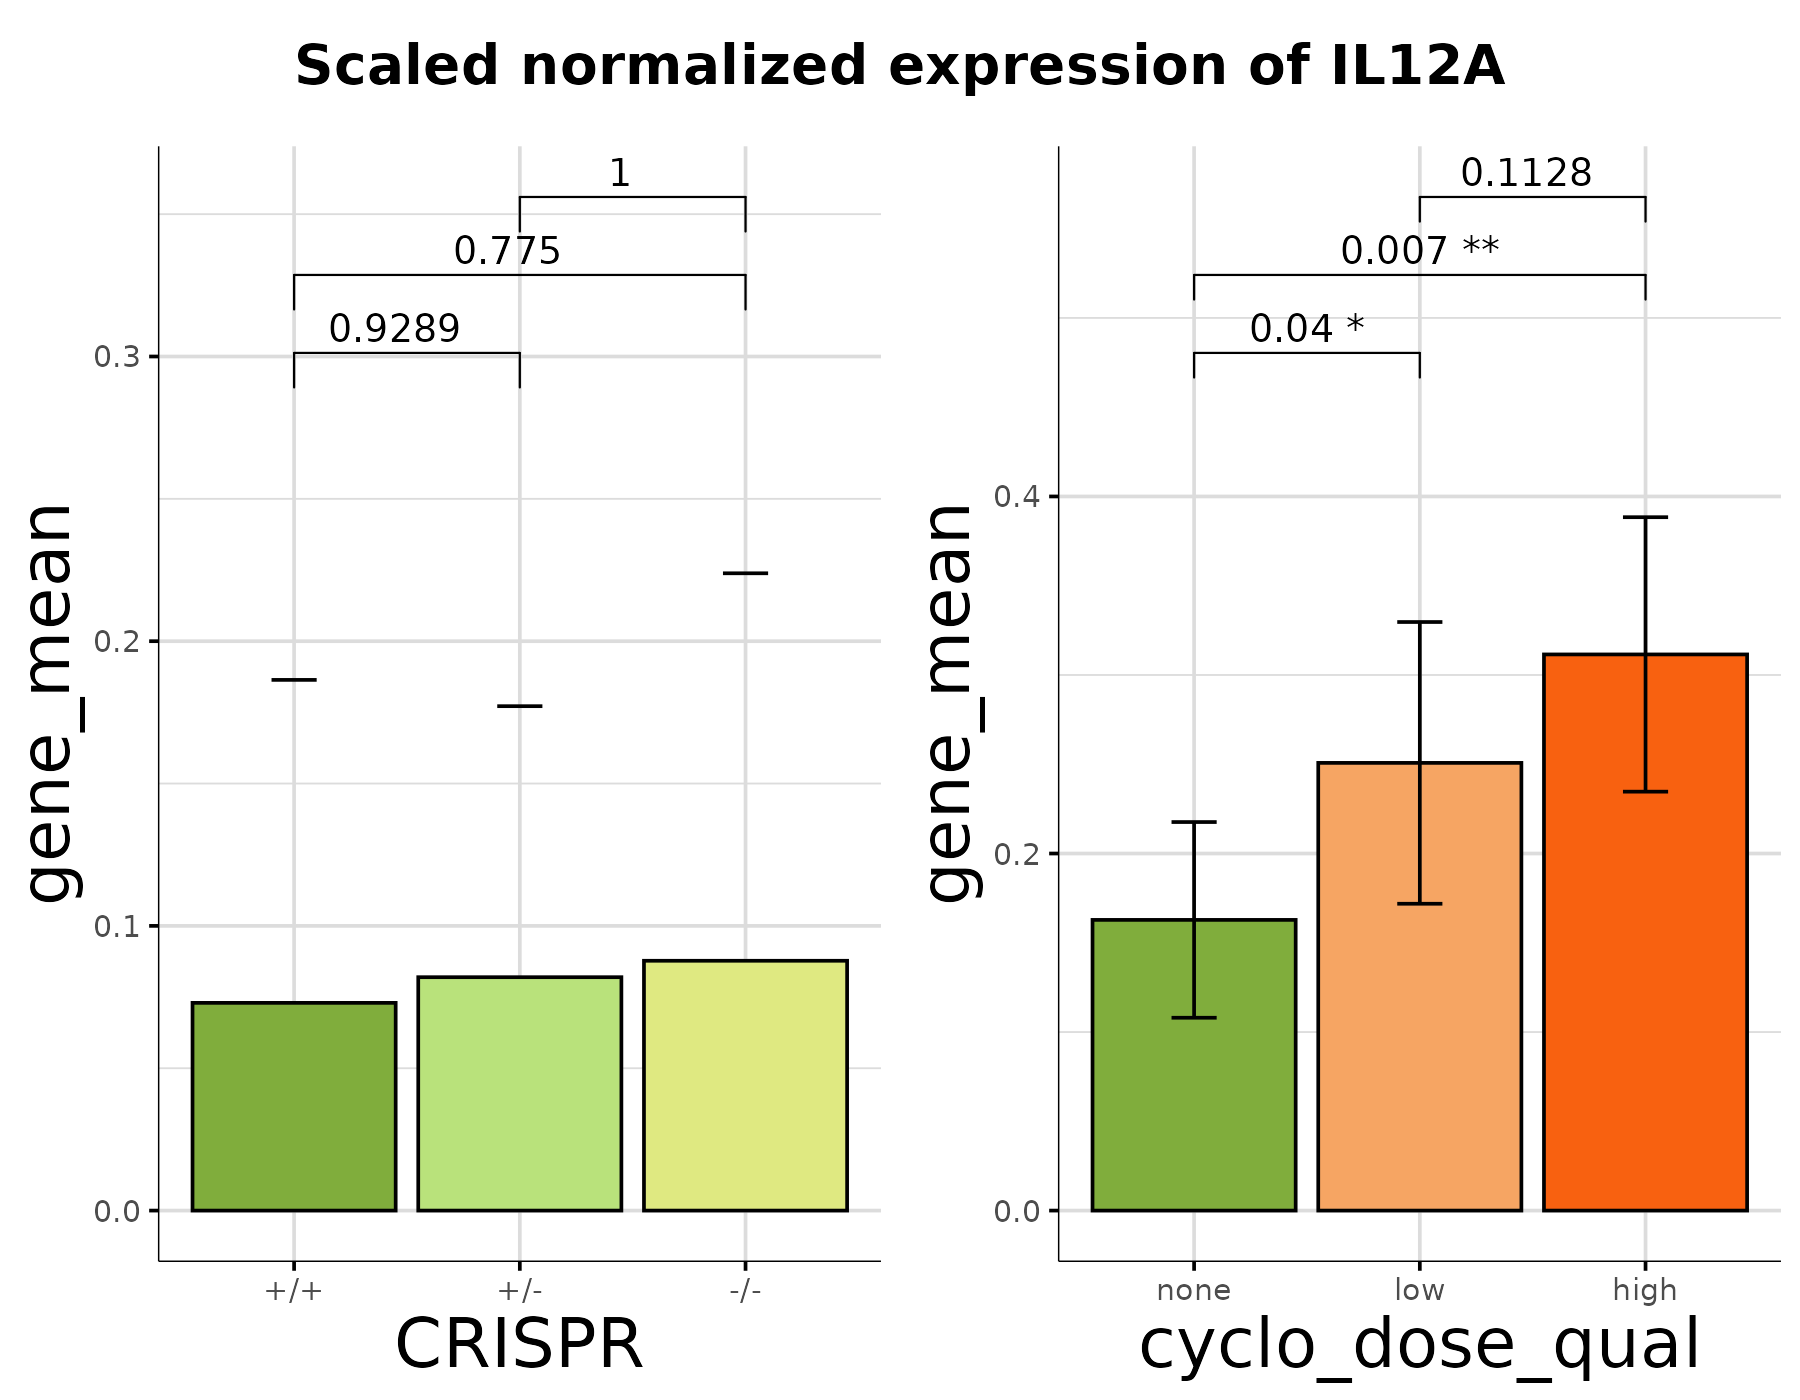 Scaled normalized expression of IL12A
gene_mean
0.3
0.2
0.1
0.0
1
0.775
0.9289
+/+
+/-
-/-
CRISPR
gene_mean
0.4
0.2
0.0
0.1128
0.007 **
0.04 *
none
low
high
cyclo_dose_qual